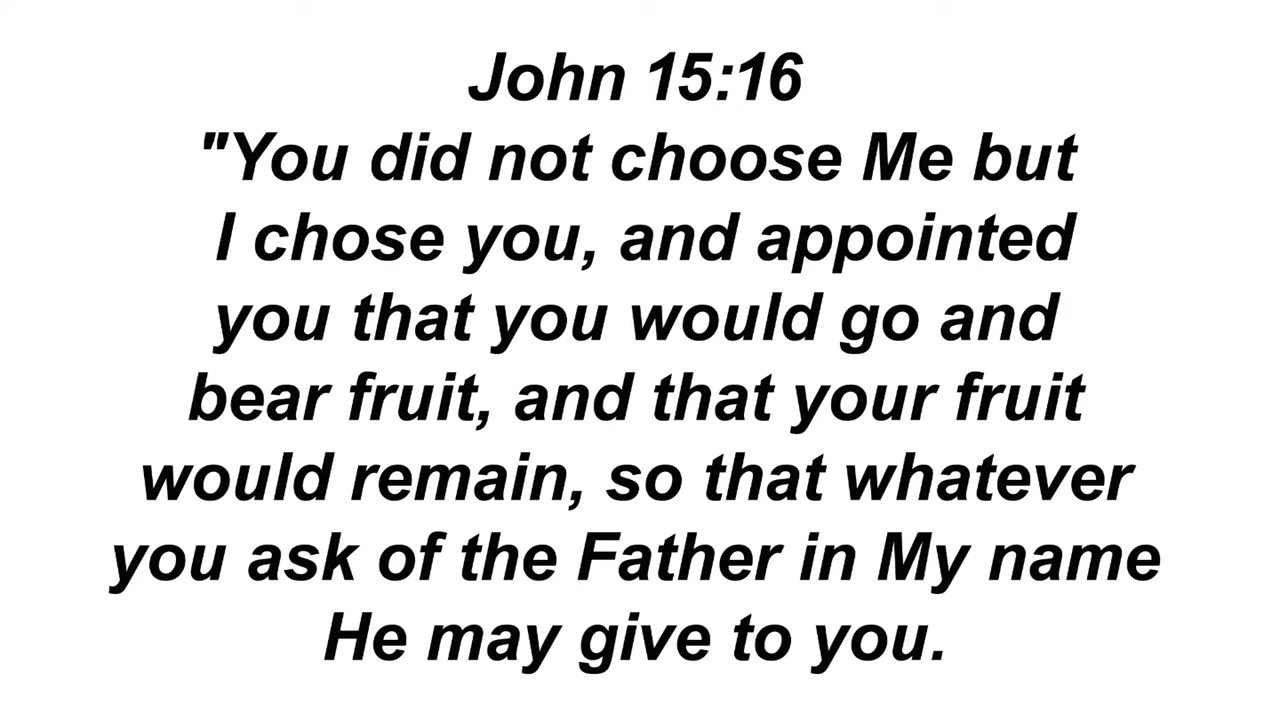 John 15:16
"You did not choose Me but
I chose you, and appointed
you that you would go and
bear fruit, and that your fruit
would remain, so that whatever
you ask of the Father in My name
He may give to you.